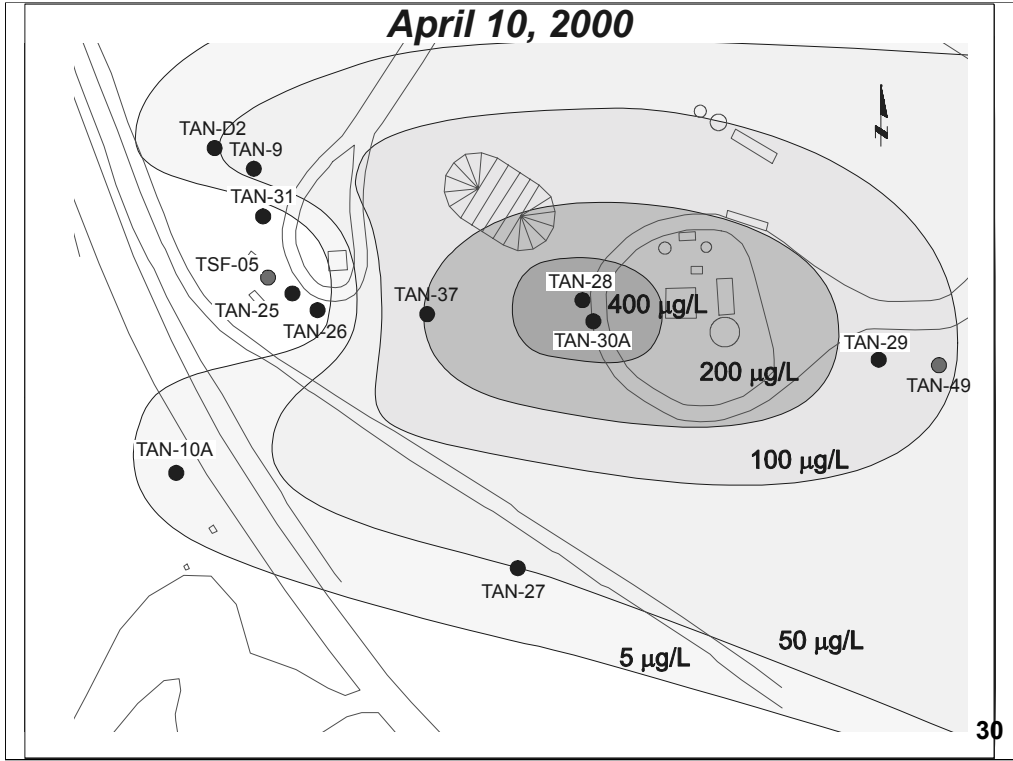 April 10, 2000
TAN-D2
TAN-9
TAN-31
TSF-05
TAN-25
TAN-26
TAN-37
TAN-28
400 μg/L
TAN-30A
200 μg/L
TAN-29
TAN-49
TAN-10A
100 μg/L
TAN-27
50 μg/L
5 μg/L
N
30